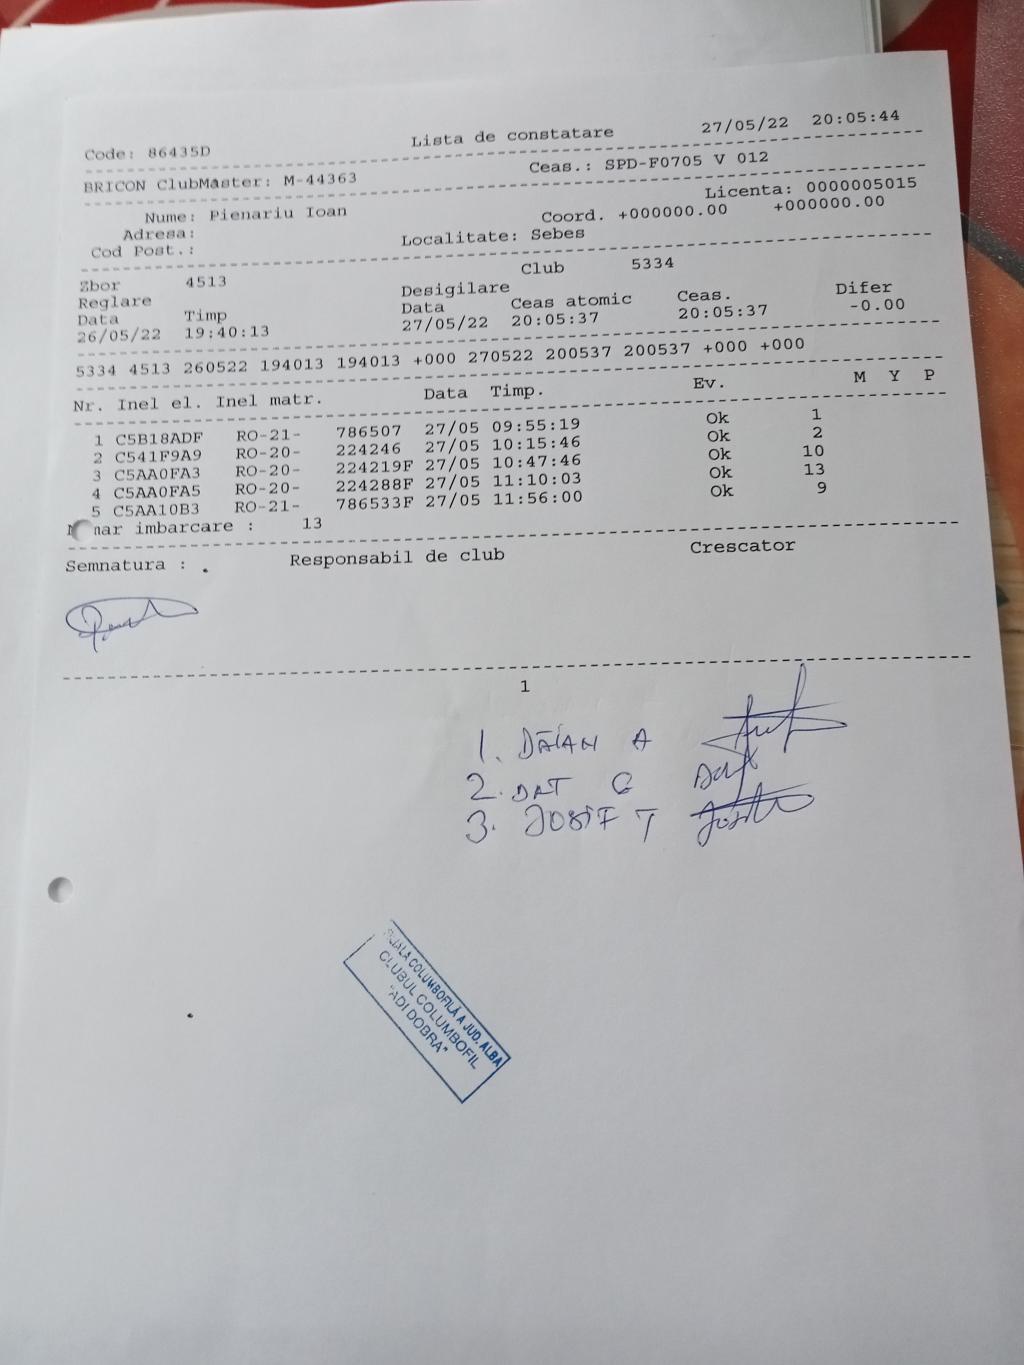 Code: 86435D Lista de constatare 27/05/22 20:05:44
BRICON ClubMaster: M-44363 Ceas.: SPD-F0705 V 012
Licenta: 0000005015
Nume: Pienariu Ioan Coord. +000000.00 +000000.00
Adresa:
Cod Post.: Localitate: Sebes
Zbor 4513 Club 5334
Reglare Desigilare
Data Timp Data Ceas atomic Ceas. Difer
26/05/22 19:40:13 27/05/22 20:05:37 20:05:37 -0.00
5334 4513 260522 194013 194013 +000 270522 200537 200537 +000 +000
Nr. Inel el. Inel matr. Data Timp. Ev. M Y P
1 C5B18ADF RO-21- 786507 27/05 09:55:19 Ok 1
2 C541F9A9 RO-20- 224246 27/05 10:15:46 Ok 2
3 C5AA0FA3 RO-20- 224219F 27/05 10:47:46 Ok 10
4 C5AA0FA5 RO-20- 224288F 27/05 11:10:03 Ok 13
5 C5AA10B3 RO-21- 786533F 27/05 11:56:00 Ok 9
mar imbarcare : 13
Semnatura : Responsabil de club Crescator
1
1. DĂIAN A
2. DAT G
3. IOSIF T
COLUMBOFILĂ A JUD. ALBA
CLUBUL COLUMBOFIL
"ADI DOBRA"